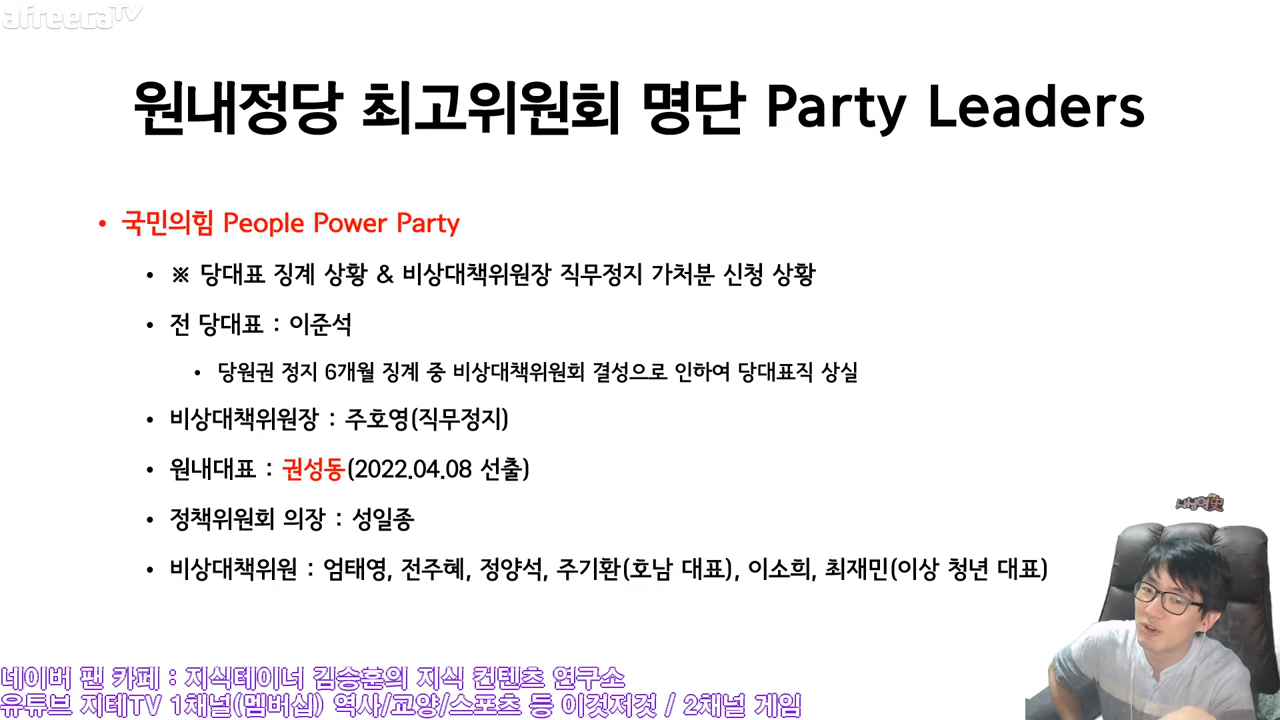 afreecaTV
원내정당 최고위원회 명단 Party Leaders
• 국민의힘 People Power Party
• ※ 당대표 징계 상황 & 비상대책위원장 직무정지 가처분 신청 상황
• 전 당대표 : 이준석
• 당원권 정지 6개월 징계 중 비상대책위원회 결성으로 인하여 당대표직 상실
• 비상대책위원장 : 주호영(직무정지)
• 원내대표 : 권성동(2022.04.08 선출)
• 정책위원회 의장 : 성일종
• 비상대책위원 : 엄태영, 전주혜, 정양석, 주기환(호남 대표), 이소희, 최재민(이상 청년 대표)
네이버 팬 카페 : 지식테이너 김승훈의 지식 컨텐츠 연구소
유튜브 지테TV 1채널(멤버십) 역사/교양/스포츠 등 이것저것 / 2채널 게임